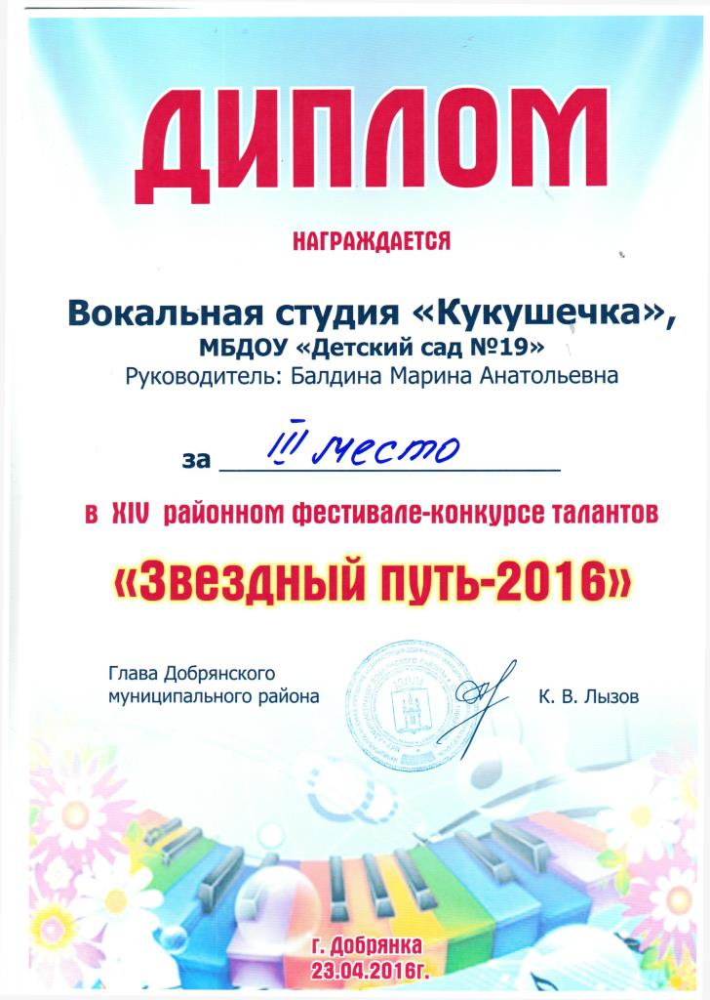 ДИПЛОМ
НАГРАЖДАЕТСЯ
Вокальная студия «Кукушечка»,
МБДОУ «Детский сад №19»
Руководитель: Балдина Марина Анатольевна
за III место
в XIV районном фестивале-конкурсе талантов
«Звездный путь-2016»
Глава Добрянского
муниципального района
К. В. Лызов
г. Добрянка
23.04.2016г.